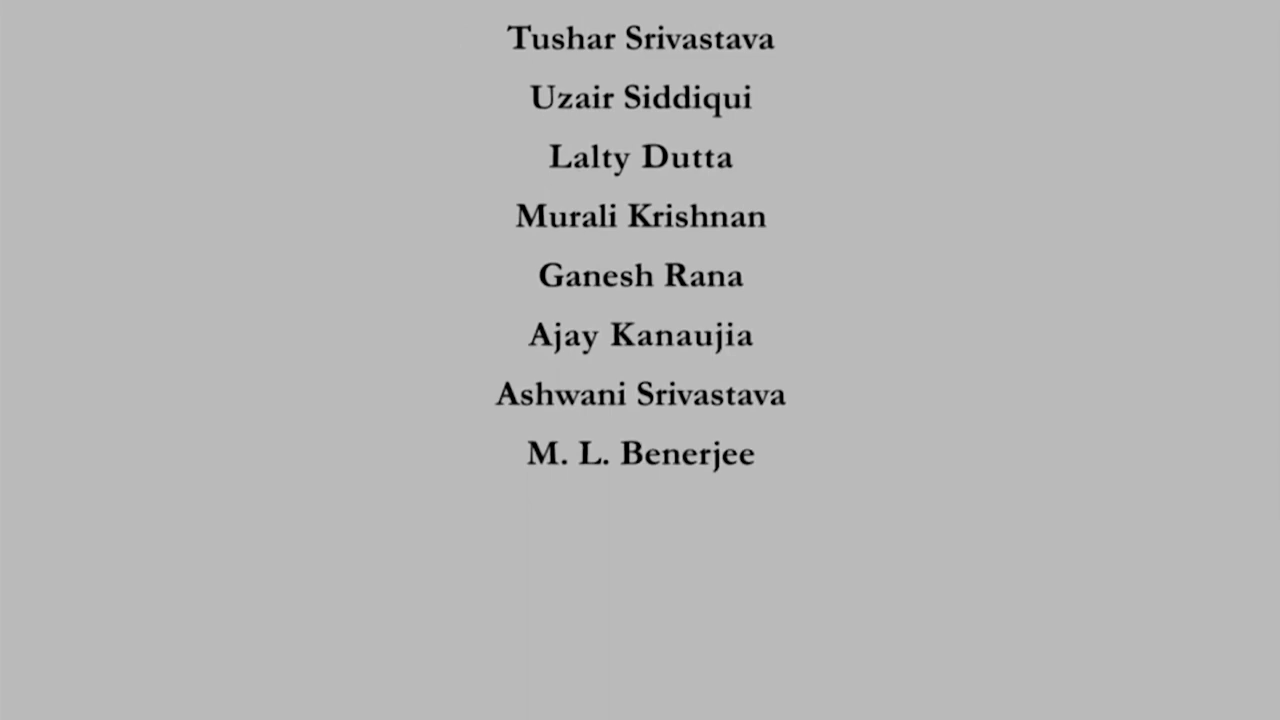 Tushar Srivastava
Uzair Siddiqui
Lalty Dutta
Murali Krishnan
Ganesh Rana
Ajay Kanaujia
Ashwani Srivastava
M. L. Benerjee